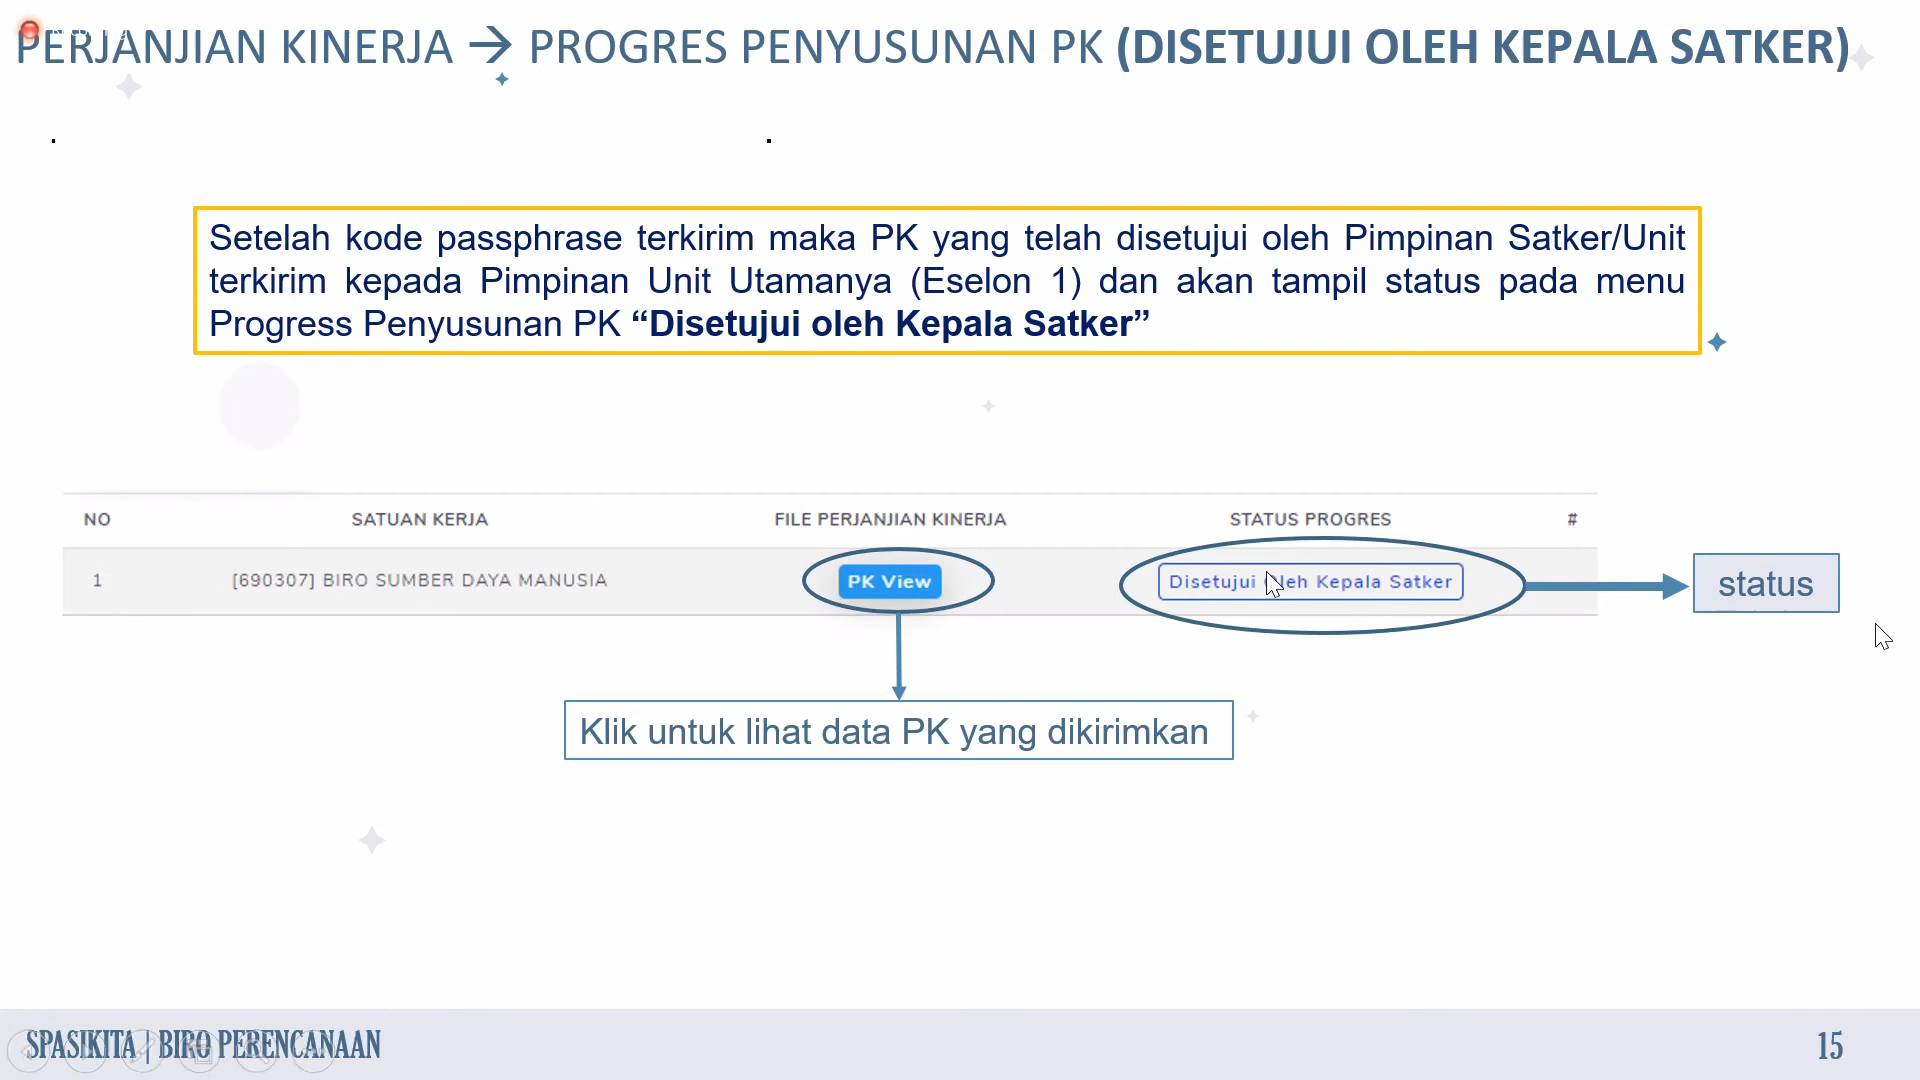 PERJANJIAN KINERJA → PROGRES PENYUSUNAN PK (DISETUJUI OLEH KEPALA SATKER)
Setelah kode passphrase terkirim maka PK yang telah disetujui oleh Pimpinan Satker/Unit
terkirim kepada Pimpinan Unit Utamanya (Eselon 1) dan akan tampil status pada menu
Progress Penyusunan PK “Disetujui oleh Kepala Satker”
NO SATUAN KERJA FILE PERJANJIAN KINERJA STATUS PROGRES #
1 [690307] BIRO SUMBER DAYA MANUSIA PK View Disetujui Oleh Kepala Satker
status
Klik untuk lihat data PK yang dikirimkan
SPASIKITA | BIRO PERENCANAAN
15